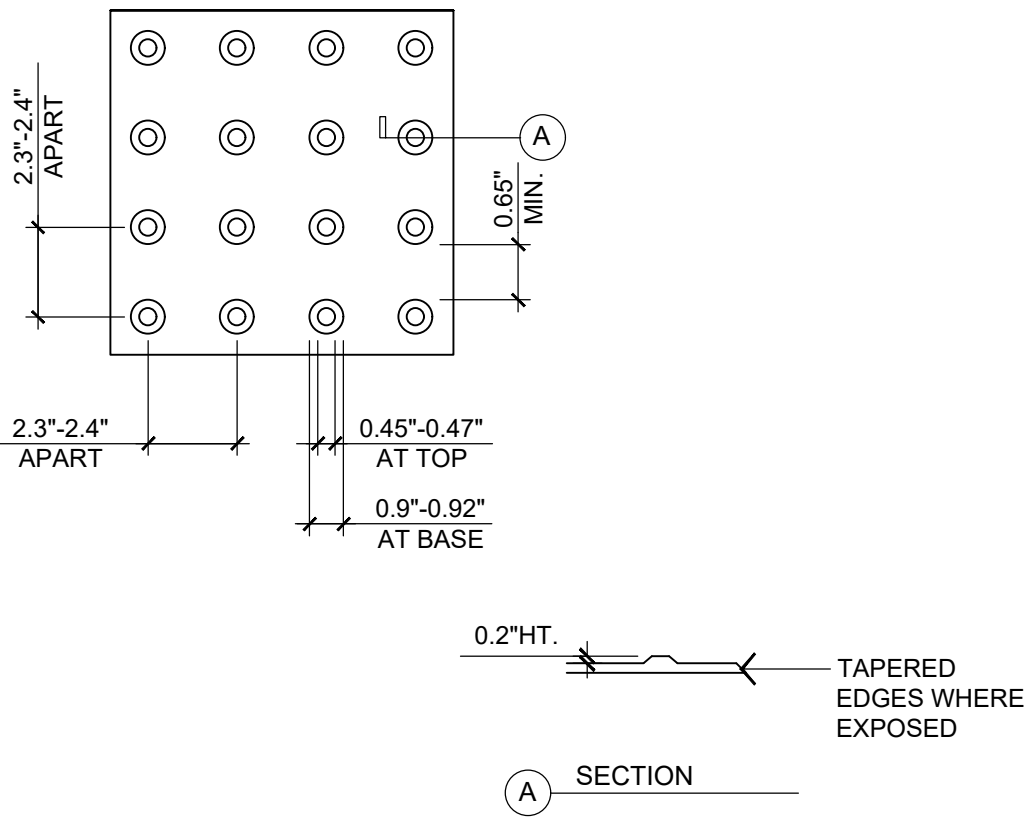 2.3"-2.4"
APART
A
0.65"
MIN.
2.3"-2.4"
APART
0.45"-0.47"
AT TOP
0.9"-0.92"
AT BASE
0.2"HT.
TAPERED
EDGES WHERE
EXPOSED
A
SECTION